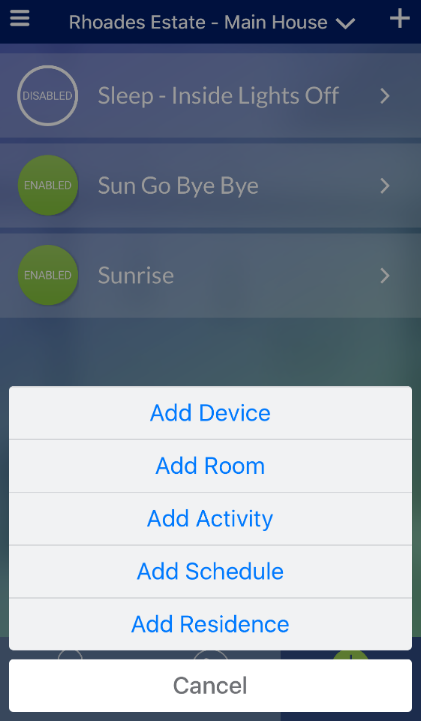 Rhoades Estate - Main House
DISABLED
Sleep - Inside Lights Off
ENABLED
Sun Go Bye Bye
ENABLED
Sunrise
Add Device
Add Room
Add Activity
Add Schedule
Add Residence
Cancel